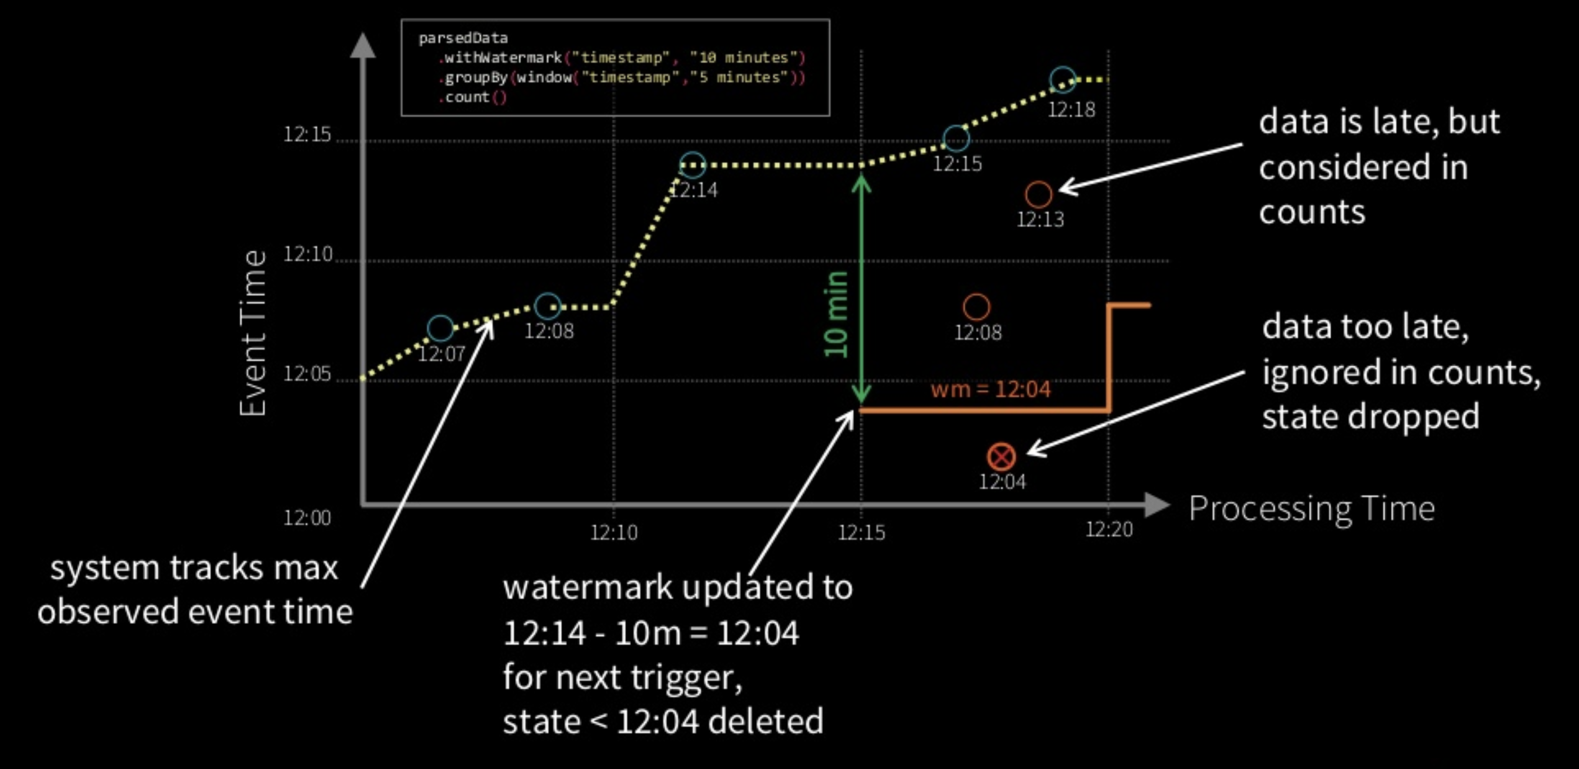 parsedData
.withWatermark("timestamp", "10 minutes")
.groupBy(window("timestamp","5 minutes"))
.count()
Event Time
12:15
12:10
12:05
12:00
12:07
12:08
12:14
12:15
12:18
12:13
12:08
12:04
10 min
wm = 12:04
12:10
12:15
12:20
Processing Time
data is late, but
considered in
counts
data too late,
ignored in counts,
state dropped
system tracks max
observed event time
watermark updated to
12:14 - 10m = 12:04
for next trigger,
state < 12:04 deleted